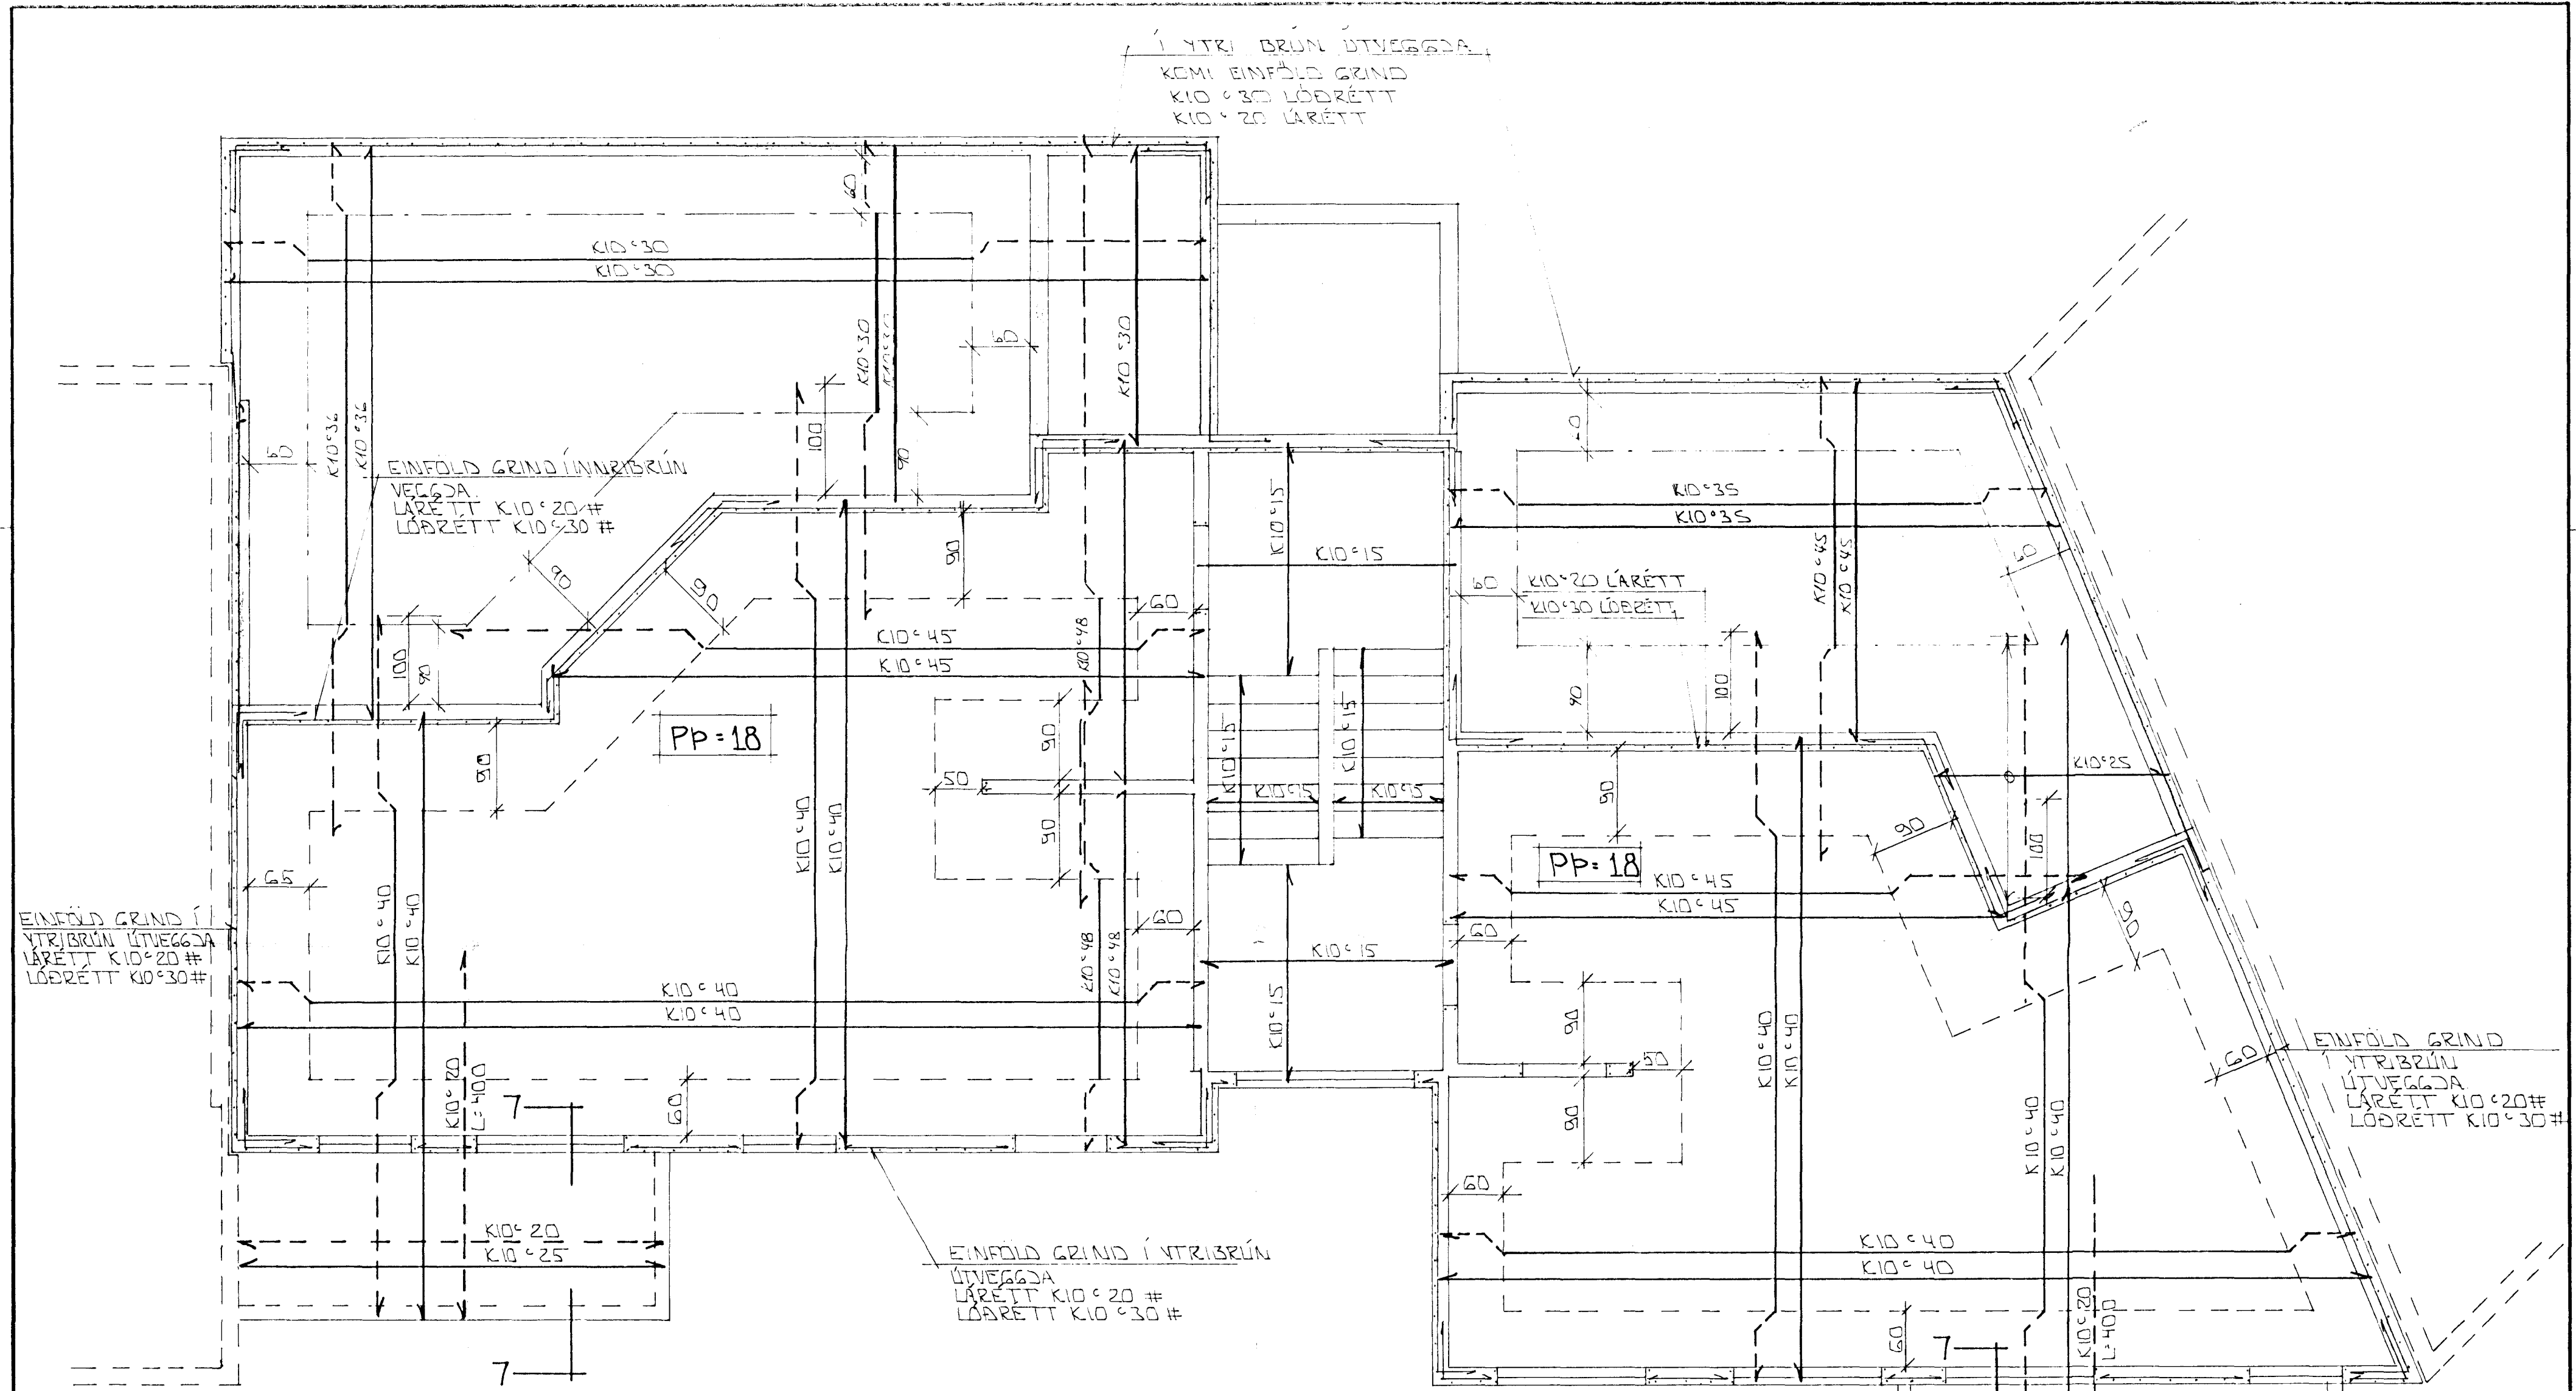 Í YTRI BRÚN ÚTVEGGJA
KOMI EINFÖLD GRIND
K10 c 30 LÓÐRÉTT
K10 c 20 LÁRÉTT
60
K10 c 30
K10 c 30
K10 c 30
K10 c 30
K10 c 30
60
K10 c 36
K10 c 36
60
100
90
EINFÖLD GRIND Í INNRIBRÚN
VEGGJA
LÁRÉTT K10 c 20 #
LÓÐRÉTT K10 c 30 #
90
90
90
100
90
60
K10 c 45
K10 c 45
K10 c 48
K10 c 15
K10 c 15
K10 c 35
K10 c 35
K10 c 45
K10 c 45
60
60
K10 c 20 LÁRÉTT
K10 c 30 LÓÐRÉTT
90
100
PÞ = 18
90
50
90
90
K10 c 15
K10 c 15
K10 c 15
K10 c 15
K10 c 25
90
90
100
PÞ = 18
K10 c 40
K10 c 40
65
K10 c 40
K10 c 40
60
K10 c 45
K10 c 45
60
90
EINFÖLD GRIND Í
YTRIBRÚN ÚTVEGGJA
LÁRÉTT K10 c 20 #
LÓÐRÉTT K10 c 30 #
K10 c 48
K10 c 48
K10 c 15
K10 c 15
K10 c 40
K10 c 40
90
50
90
K10 c 40
K10 c 40
60
EINFÖLD GRIND
Í YTRIBRÚN
ÚTVEGGJA
LÁRÉTT K10 c 20 #
LÓÐRÉTT K10 c 30 #
K10 c 20
L=400
7
60
K10 c 40
K10 c 40
60
K10 c 20
K10 c 25
EINFÖLD GRIND Í YTRIBRÚN
ÚTVEGGJA
LÁRÉTT K10 c 20 #
LÓÐRÉTT K10 c 30 #
K10 c 40
K10 c 40
K10 c 20
L=400
60
7
7